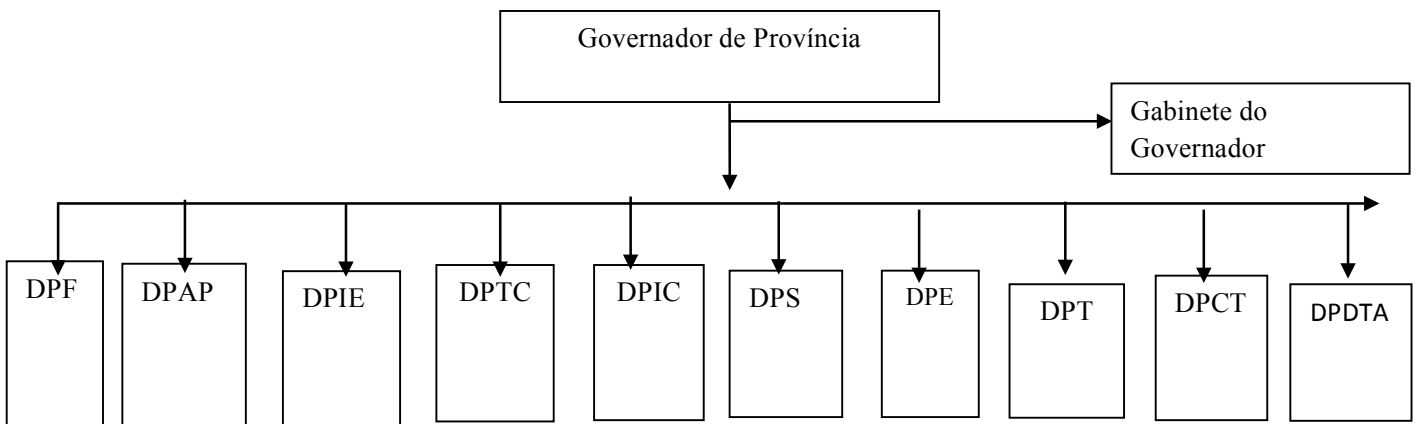 Governador de Província
Gabinete do
Governador
DPF
DPAP
DPIE
DPTC
DPIC
DPS
DPE
DPT
DPCT
DPDTA